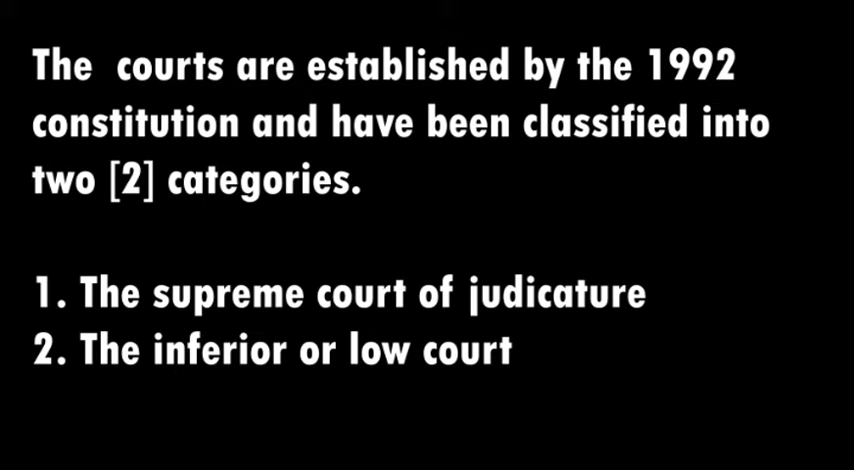 The courts are established by the 1992
constitution and have been classified into
two [2] categories.
1. The supreme court of judicature
2. The inferior or low court